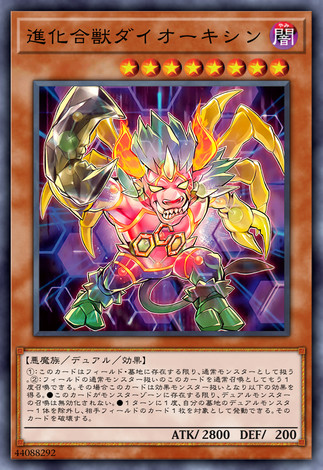 進化合獣ダイオーキシン
闇
やみ
【悪魔族/デュアル/効果】
①:このカードはフィールド・墓地に存在する限り、通常モンスターとして扱う。②:フィールドの通常モンスター扱いのこのカードを通常召喚としてもう1度召喚できる。その場合このカードは効果モンスター扱いとなり以下の効果を得る。●このカードがモンスターゾーンに存在する限り、デュアルモンスターの召喚は無効化されない。●1ターンに1度、自分の墓地のデュアルモンスター1体を除外し、相手フィールドのカード1枚を対象として発動できる。そのカードを破壊する。
ATK/ 2800 DEF/ 200
44088292